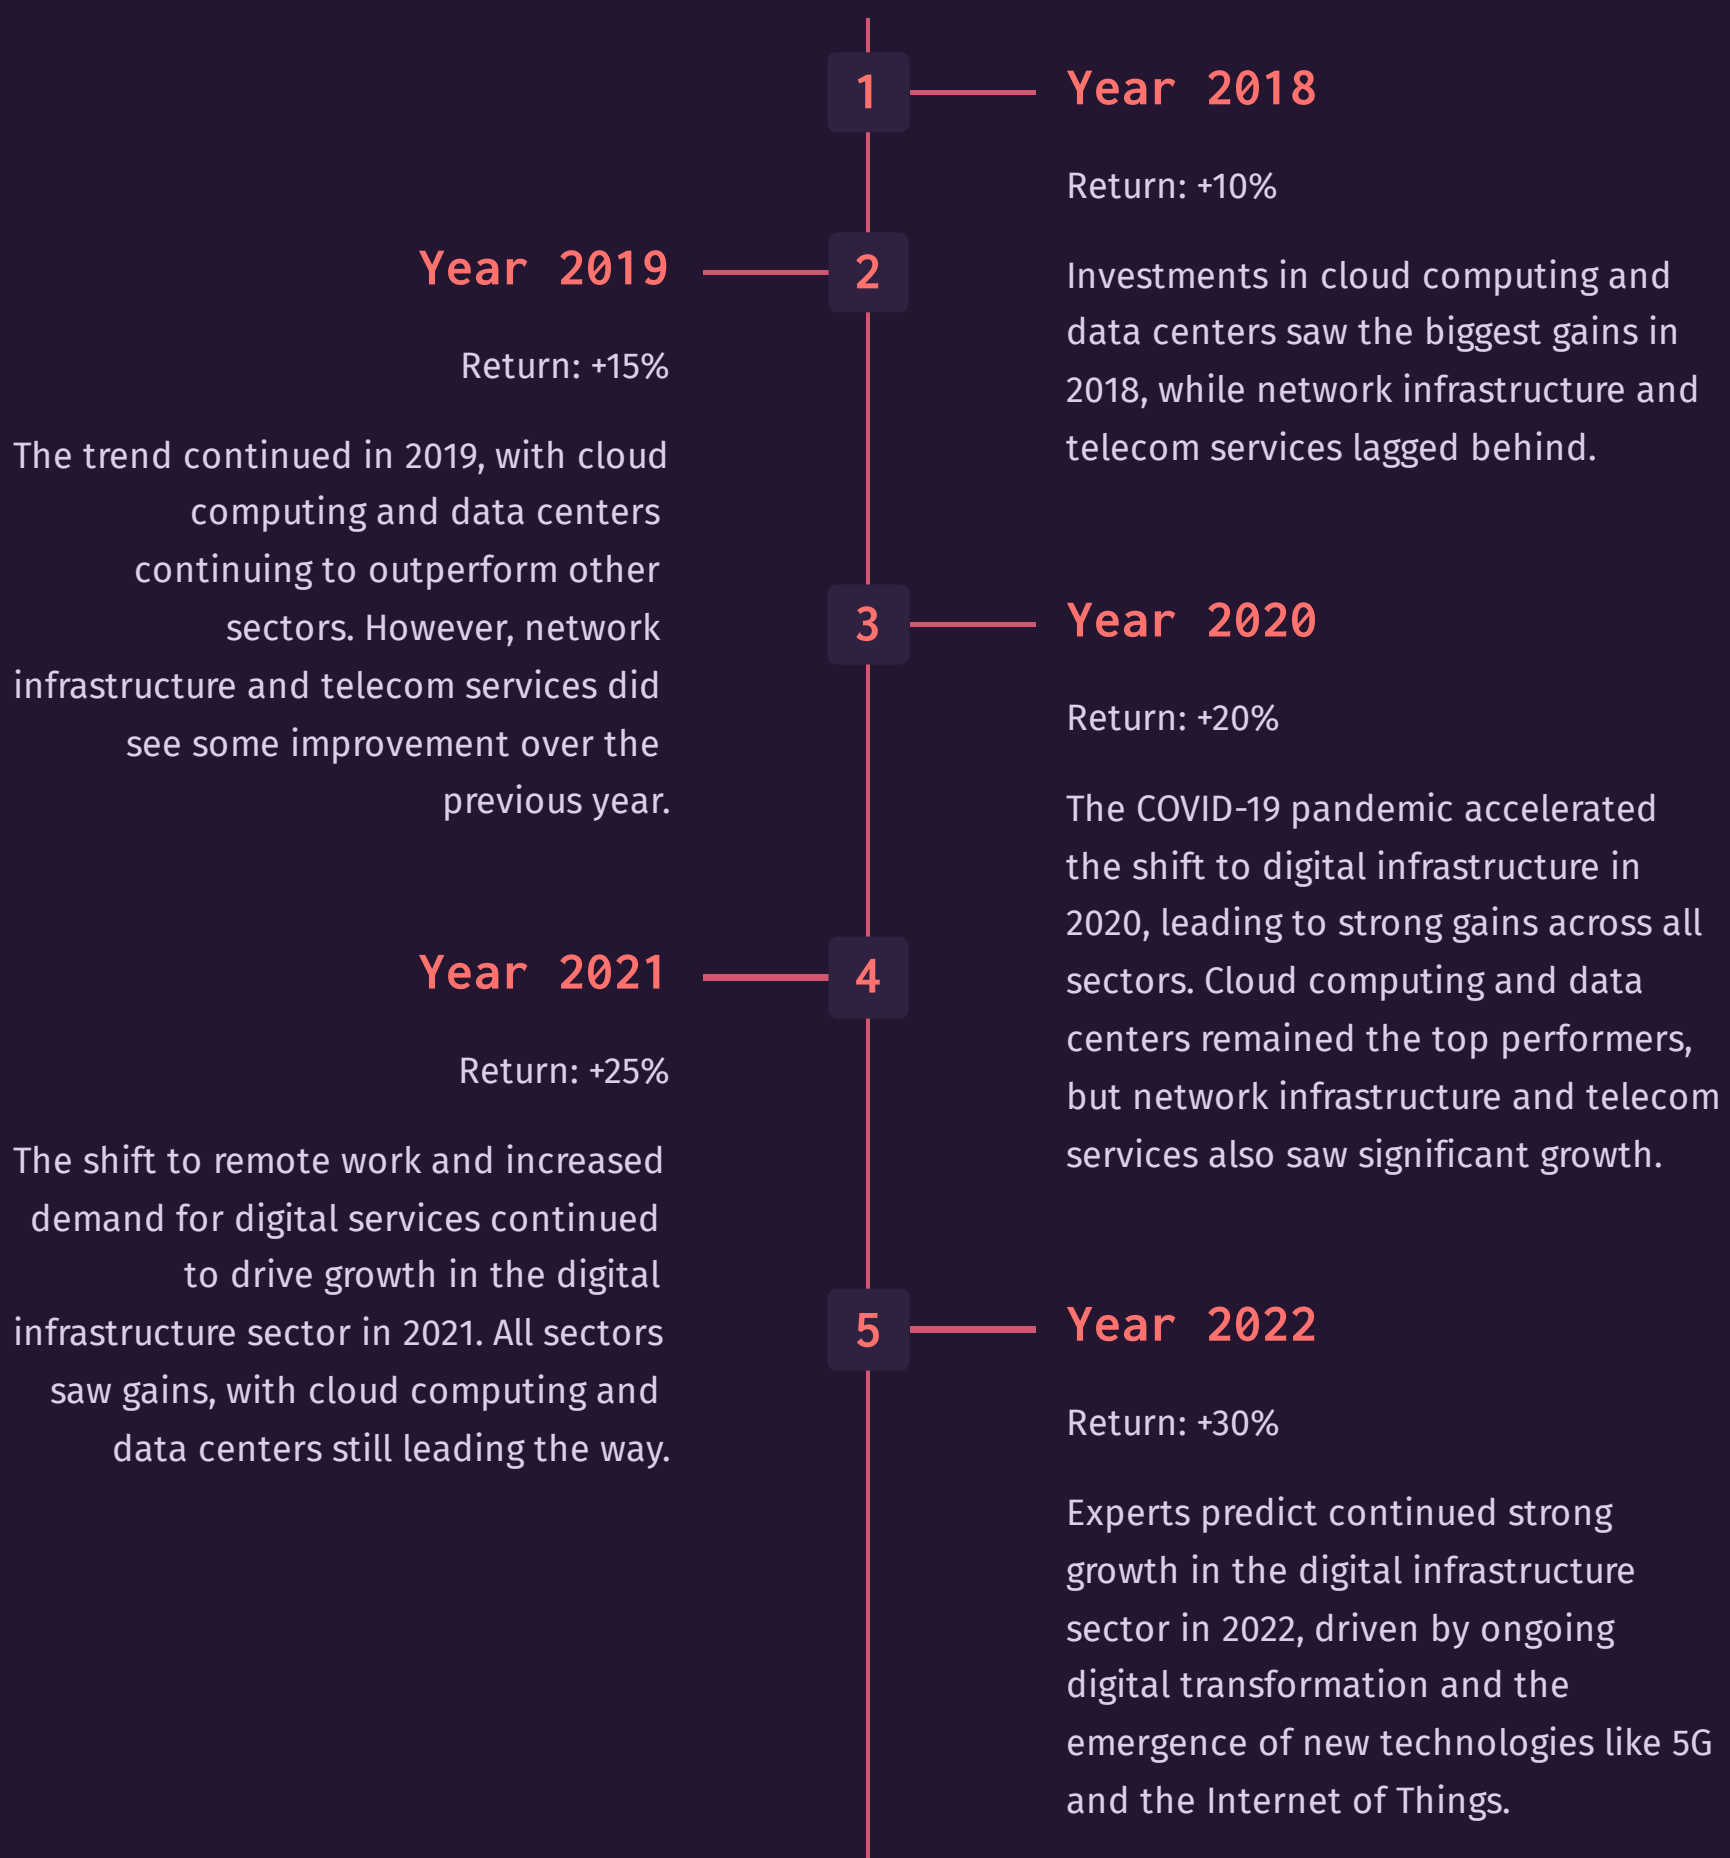 1
Year 2018
Return: +10%
Investments in cloud computing and
data centers saw the biggest gains in
2018, while network infrastructure and
telecom services lagged behind.
2
Year 2019
Return: +15%
The trend continued in 2019, with cloud
computing and data centers
continuing to outperform other
sectors. However, network
infrastructure and telecom services did
see some improvement over the
previous year.
3
Year 2020
Return: +20%
The COVID-19 pandemic accelerated
the shift to digital infrastructure in
2020, leading to strong gains across all
sectors. Cloud computing and data
centers remained the top performers,
but network infrastructure and telecom
services also saw significant growth.
4
Year 2021
Return: +25%
The shift to remote work and increased
demand for digital services continued
to drive growth in the digital
infrastructure sector in 2021. All sectors
saw gains, with cloud computing and
data centers still leading the way.
5
Year 2022
Return: +30%
Experts predict continued strong
growth in the digital infrastructure
sector in 2022, driven by ongoing
digital transformation and the
emergence of new technologies like 5G
and the Internet of Things.